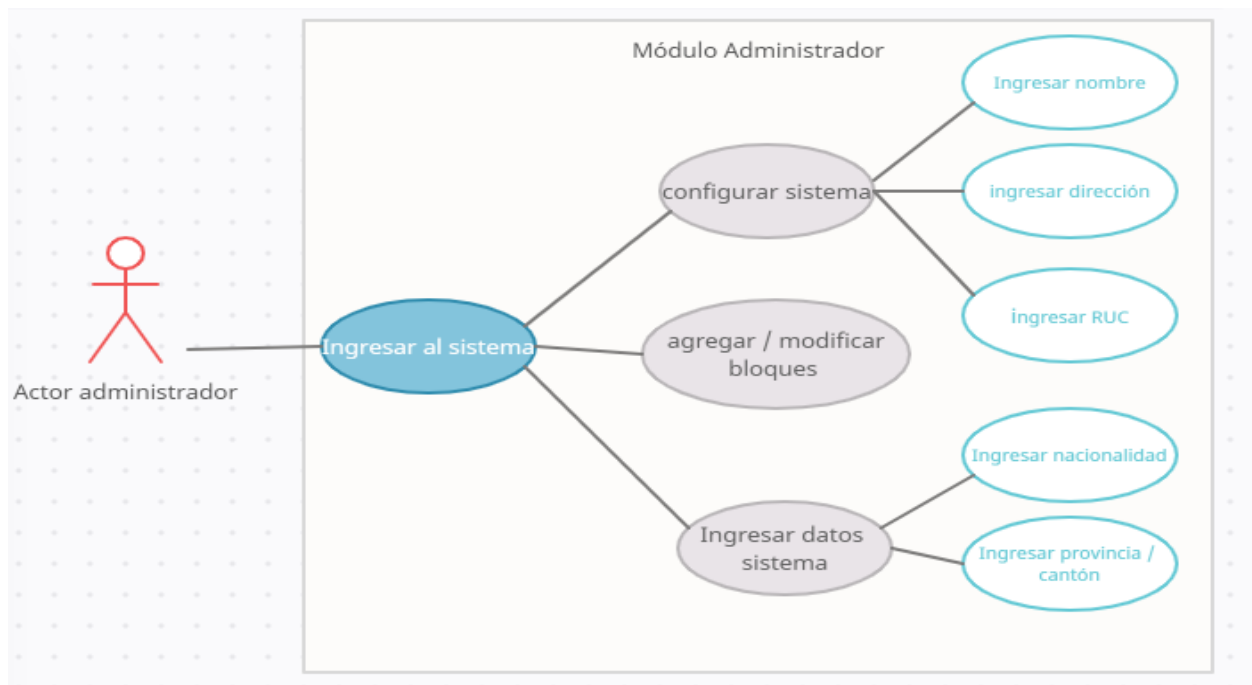 Módulo Administrador
Ingresar nombre
configurar sistema
ingresar dirección
ingresar RUC
Actor administrador
Ingresar al sistema
agregar / modificar
bloques
Ingresar nacionalidad
Ingresar datos
sistema
Ingresar provincia /
cantón